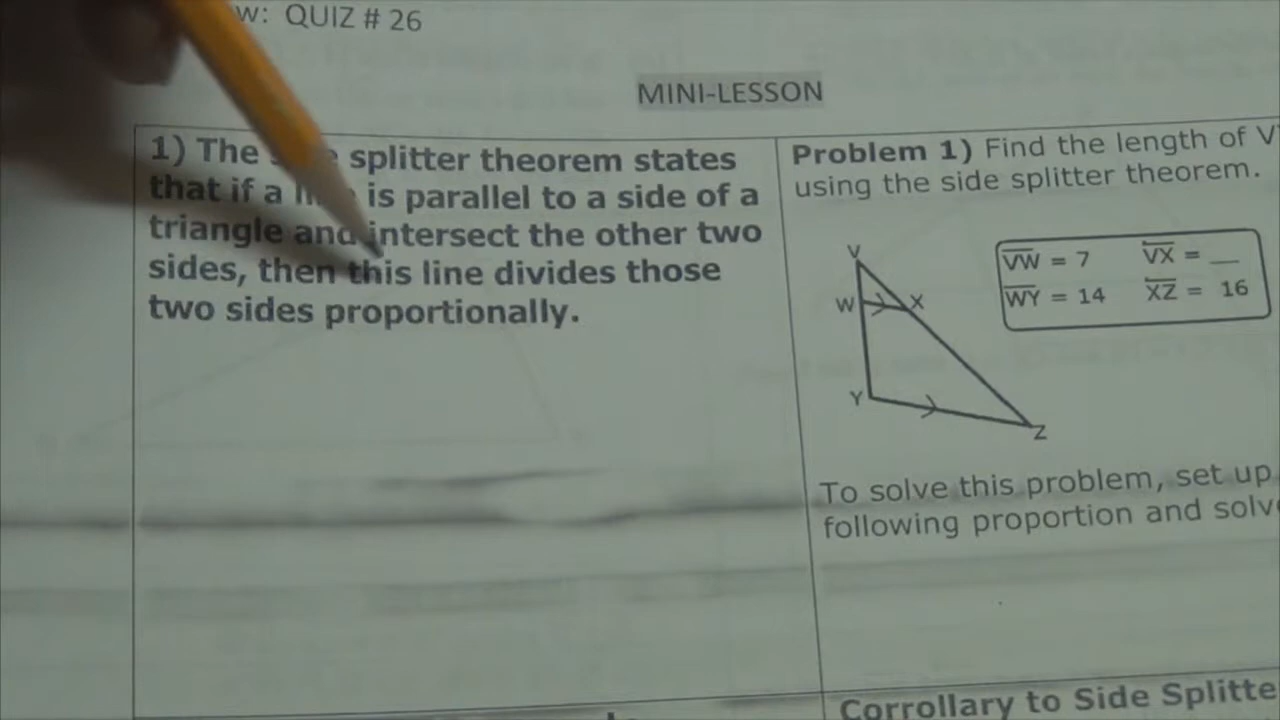 w: QUIZ # 26
MINI-LESSON
1) The splitter theorem states
that if a is parallel to a side of a
triangle and intersect the other two
sides, then this line divides those
two sides proportionally.
Problem 1) Find the length of V
using the side splitter theorem.
VW = 7 VX = __
WY = 14 XZ = 16
V
W X
Y
Z
To solve this problem, set up
following proportion and solv
Corrollary to Side Splitte